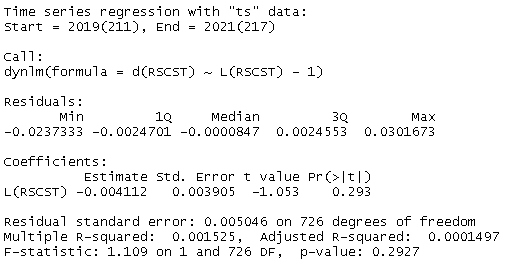 Time series regression with "ts" data:
Start = 2019(211), End = 2021(217)
Call:
dynlm(formula = d(RSCST) ~ L(RSCST) - 1)
Residuals:
Min 1Q Median 3Q Max
-0.0237333 -0.0024701 -0.0000847 0.0024553 0.0301673
Coefficients:
Estimate Std. Error t value Pr(>|t|)
L(RSCST) -0.004112 0.003905 -1.053 0.293
Residual standard error: 0.005046 on 726 degrees of freedom
Multiple R-squared: 0.001525, Adjusted R-squared: 0.0001497
F-statistic: 1.109 on 1 and 726 DF, p-value: 0.2927